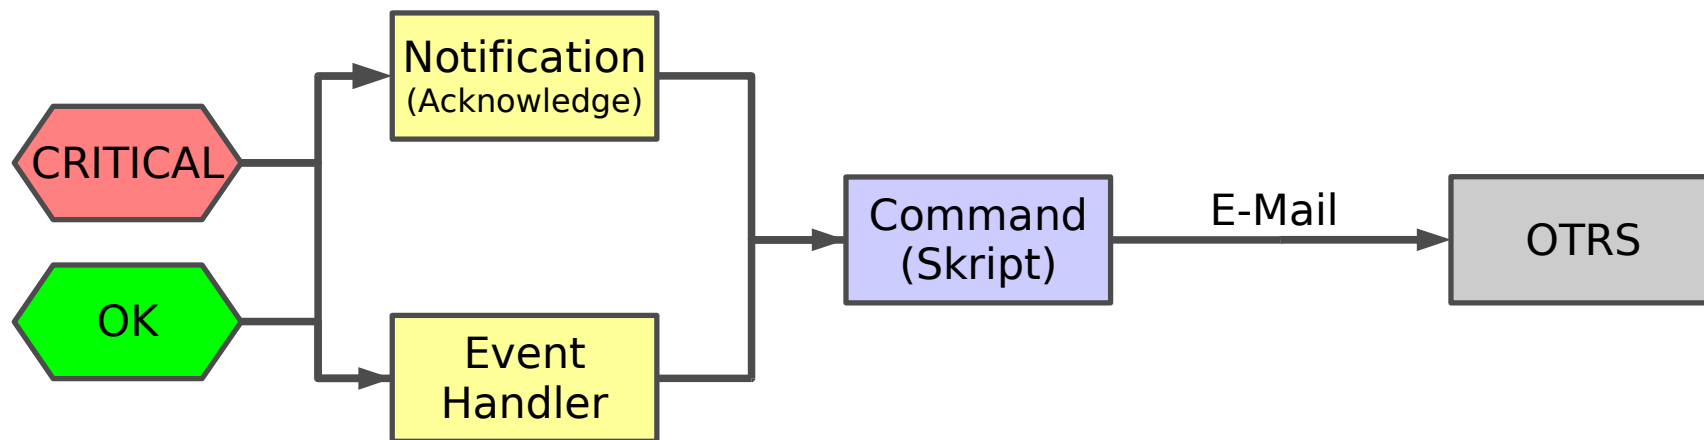 Notification
(Acknowledge)
CRITICAL
OK
Event
Handler
Command
(Skript)
E-Mail
OTRS